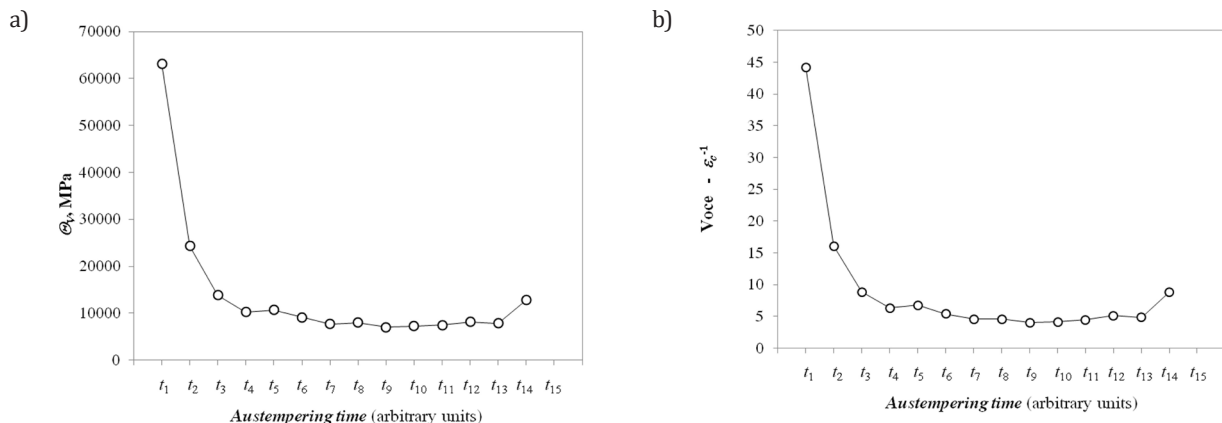 a)
70000
60000
50000
40000
30000
20000
10000
0
Θ_V, MPa
t₁ t₂ t₃ t₄ t₅ t₆ t₇ t₈ t₉ t₁₀ t₁₁ t₁₂ t₁₃ t₁₄ t₁₅
Austempering time (arbitrary units)
b)
50
45
40
35
30
25
20
15
10
5
0
Voce - ε_c⁻¹
t₁ t₂ t₃ t₄ t₅ t₆ t₇ t₈ t₉ t₁₀ t₁₁ t₁₂ t₁₃ t₁₄ t₁₅
Austempering time (arbitrary units)